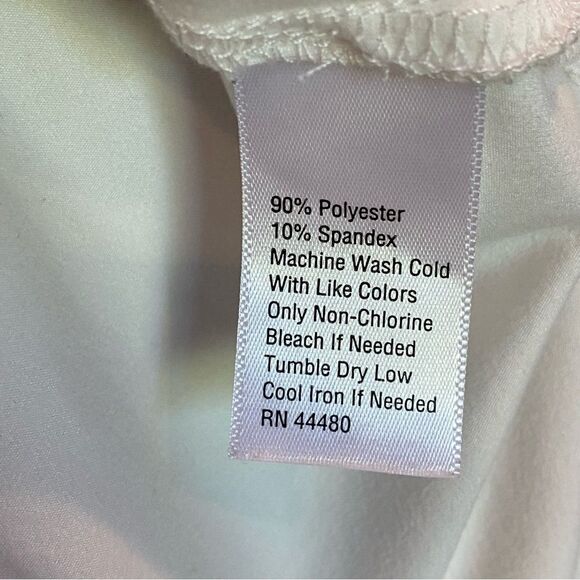 90% Polyester
10% Spandex
Machine Wash Cold
With Like Colors
Only Non-Chlorine
Bleach If Needed
Tumble Dry Low
Cool Iron If Needed
RN 44480